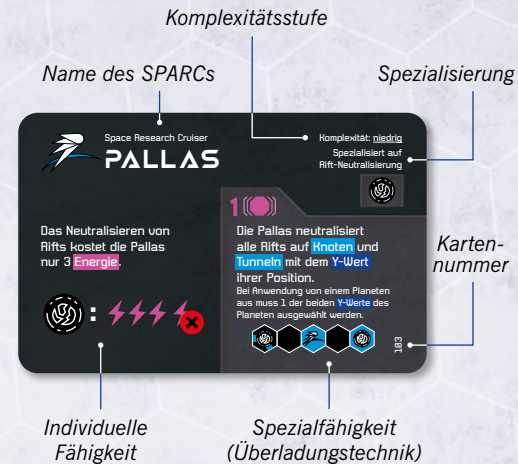 Komplexitätsstufe
Name des SPARCs
Spezialisierung
Space Research Cruiser
PALLAS
Komplexität: niedrig
Spezialisiert auf
Rift-Neutralisierung
Das Neutralisieren von
Rifts kostet die Pallas
nur 3 Energie.
:
1
Die Pallas neutralisiert
alle Rifts auf Knoten und
Tunneln mit dem Y-Wert
ihrer Position.
Bei Anwendung von einem Planeten
aus muss 1 der beiden Y-Werte des
Planeten ausgewählt werden.
103
Karten-
nummer
Individuelle
Fähigkeit
Spezialfähigkeit
(Überladungstechnik)